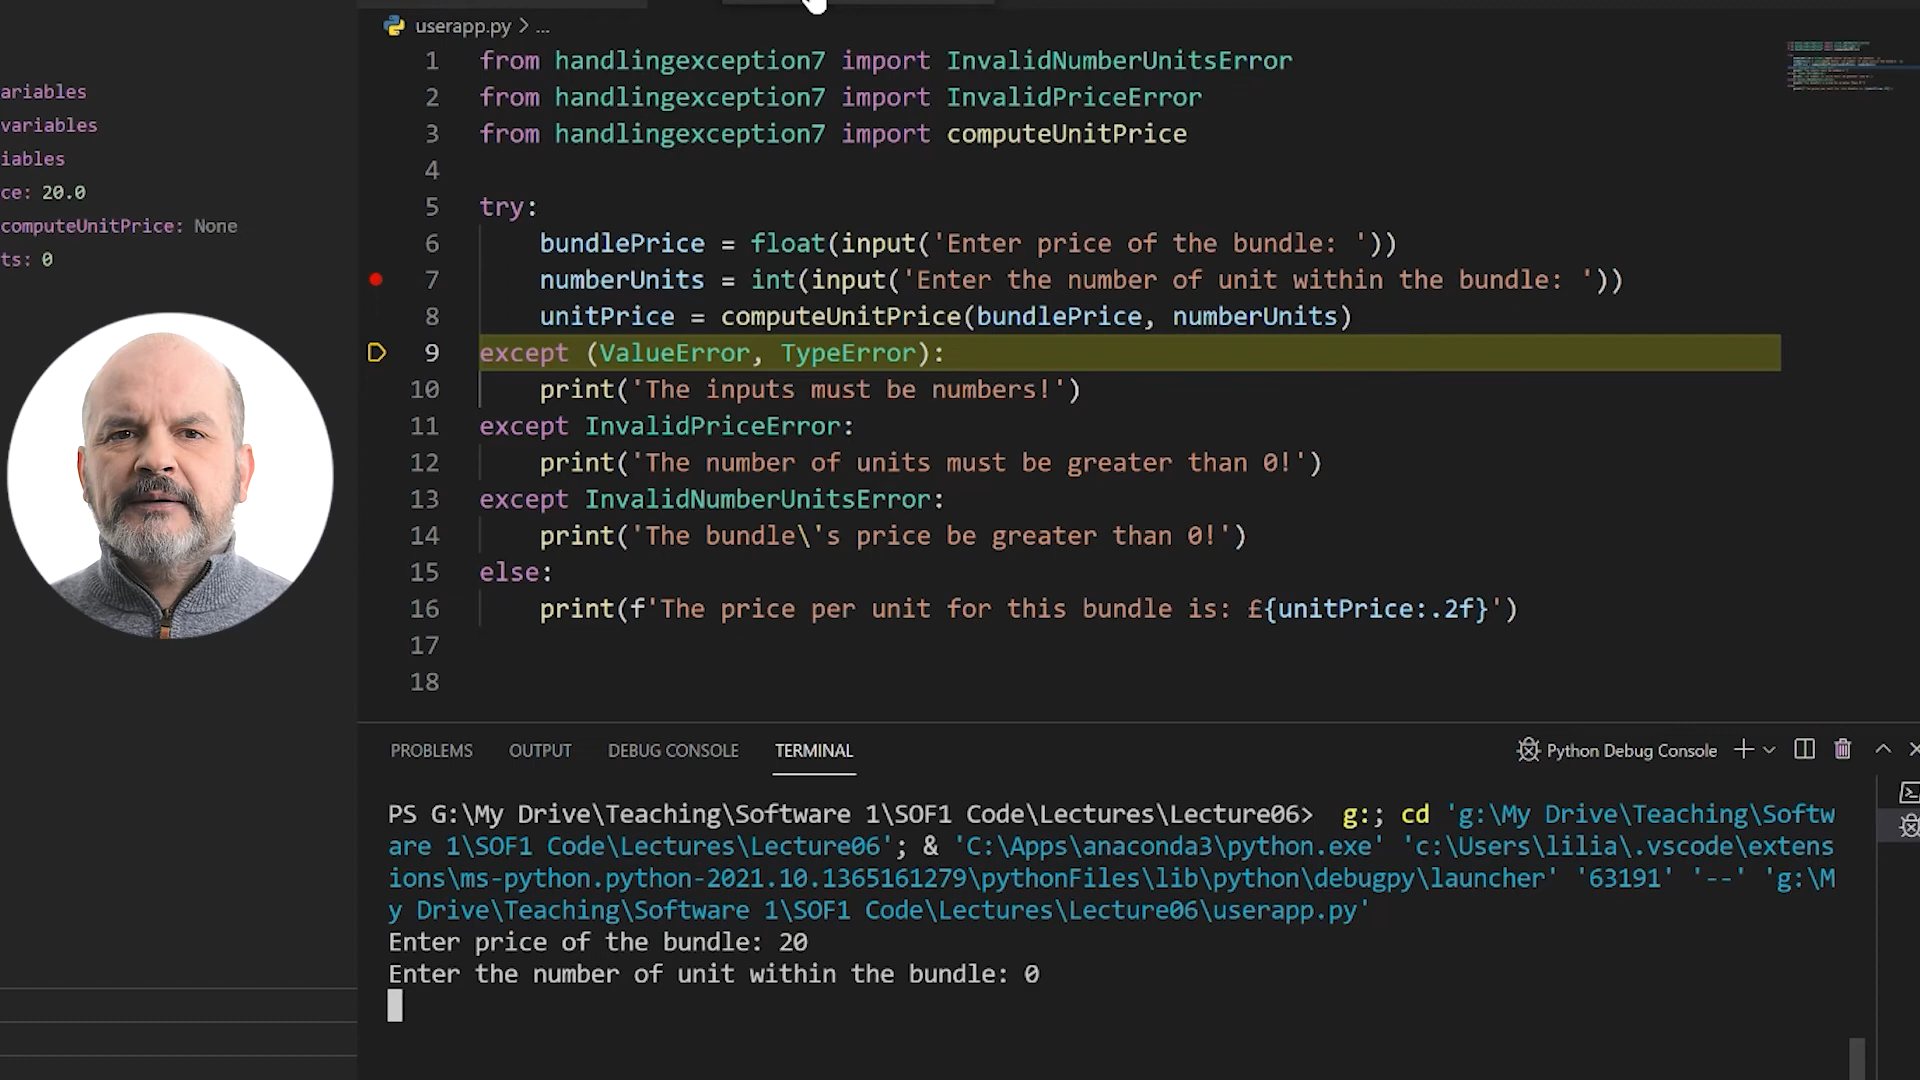 userapp.py > ...
ariables
variables
iables
ce: 20.0
computeUnitPrice: None
ts: 0
1 from handlingexception7 import InvalidNumberUnitsError
2 from handlingexception7 import InvalidPriceError
3 from handlingexception7 import computeUnitPrice
4
5 try:
6 bundlePrice = float(input('Enter price of the bundle: '))
7 numberUnits = int(input('Enter the number of unit within the bundle: '))
8 unitPrice = computeUnitPrice(bundlePrice, numberUnits)
9 except (ValueError, TypeError):
10 print('The inputs must be numbers!')
11 except InvalidPriceError:
12 print('The number of units must be greater than 0!')
13 except InvalidNumberUnitsError:
14 print('The bundle\'s price be greater than 0!')
15 else:
16 print(f'The price per unit for this bundle is: £{unitPrice:.2f}')
17
18
PROBLEMS OUTPUT DEBUG CONSOLE TERMINAL Python Debug Console
PS G:\My Drive\Teaching\Software 1\SOF1 Code\Lectures\Lecture06> g:; cd 'g:\My Drive\Teaching\Softw
are 1\SOF1 Code\Lectures\Lecture06'; & 'C:\Apps\anaconda3\python.exe' 'c:\Users\lilia\.vscode\extens
ions\ms-python.python-2021.10.1365161279\pythonFiles\lib\python\debugpy\launcher' '63191' '--' 'g:\M
y Drive\Teaching\Software 1\SOF1 Code\Lectures\Lecture06\userapp.py'
Enter price of the bundle: 20
Enter the number of unit within the bundle: 0